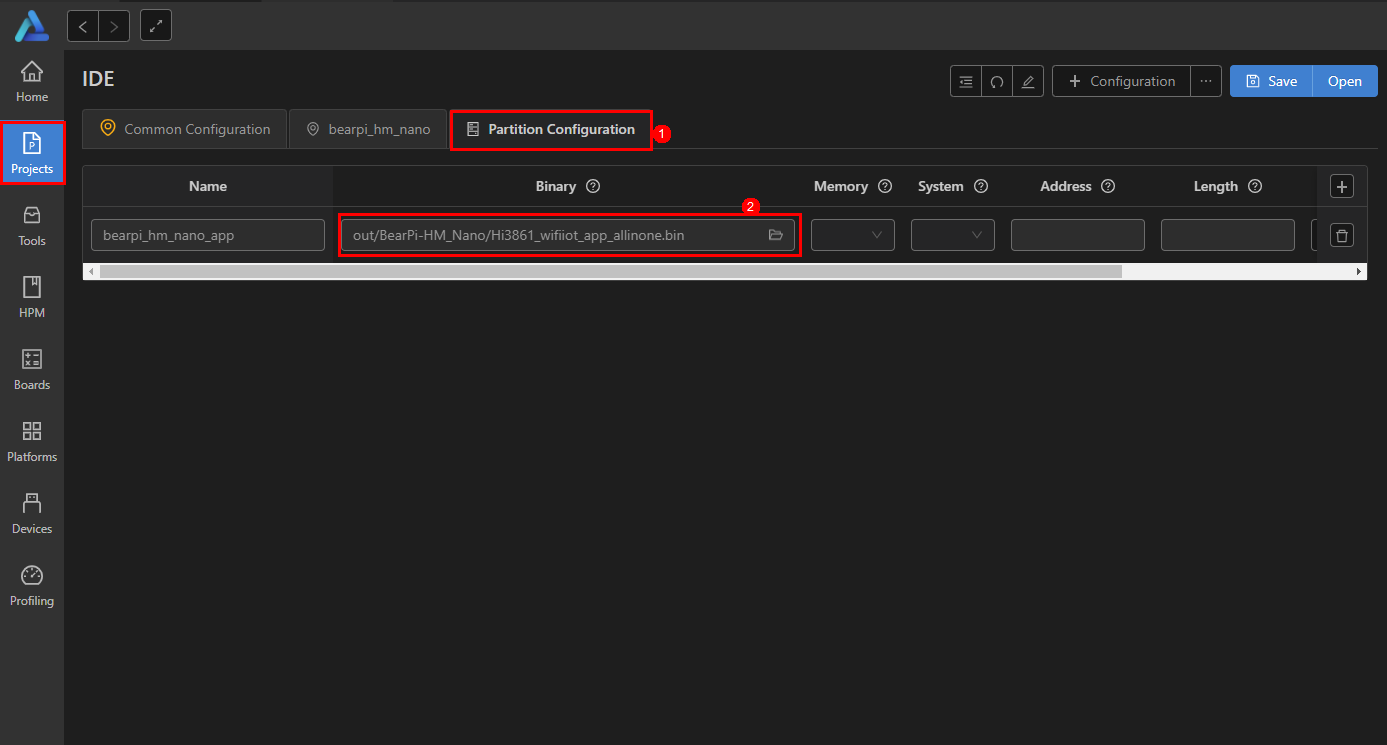 IDE
Configuration
Save
Open
Home
Projects
Tools
HPM
Boards
Platforms
Devices
Profiling
Common Configuration
bearpi_hm_nano
Partition Configuration
1
Name
Binary
Memory
System
Address
Length
2
bearpi_hm_nano_app
out/BearPi-HM_Nano/Hi3861_wifiiot_app_allinone.bin